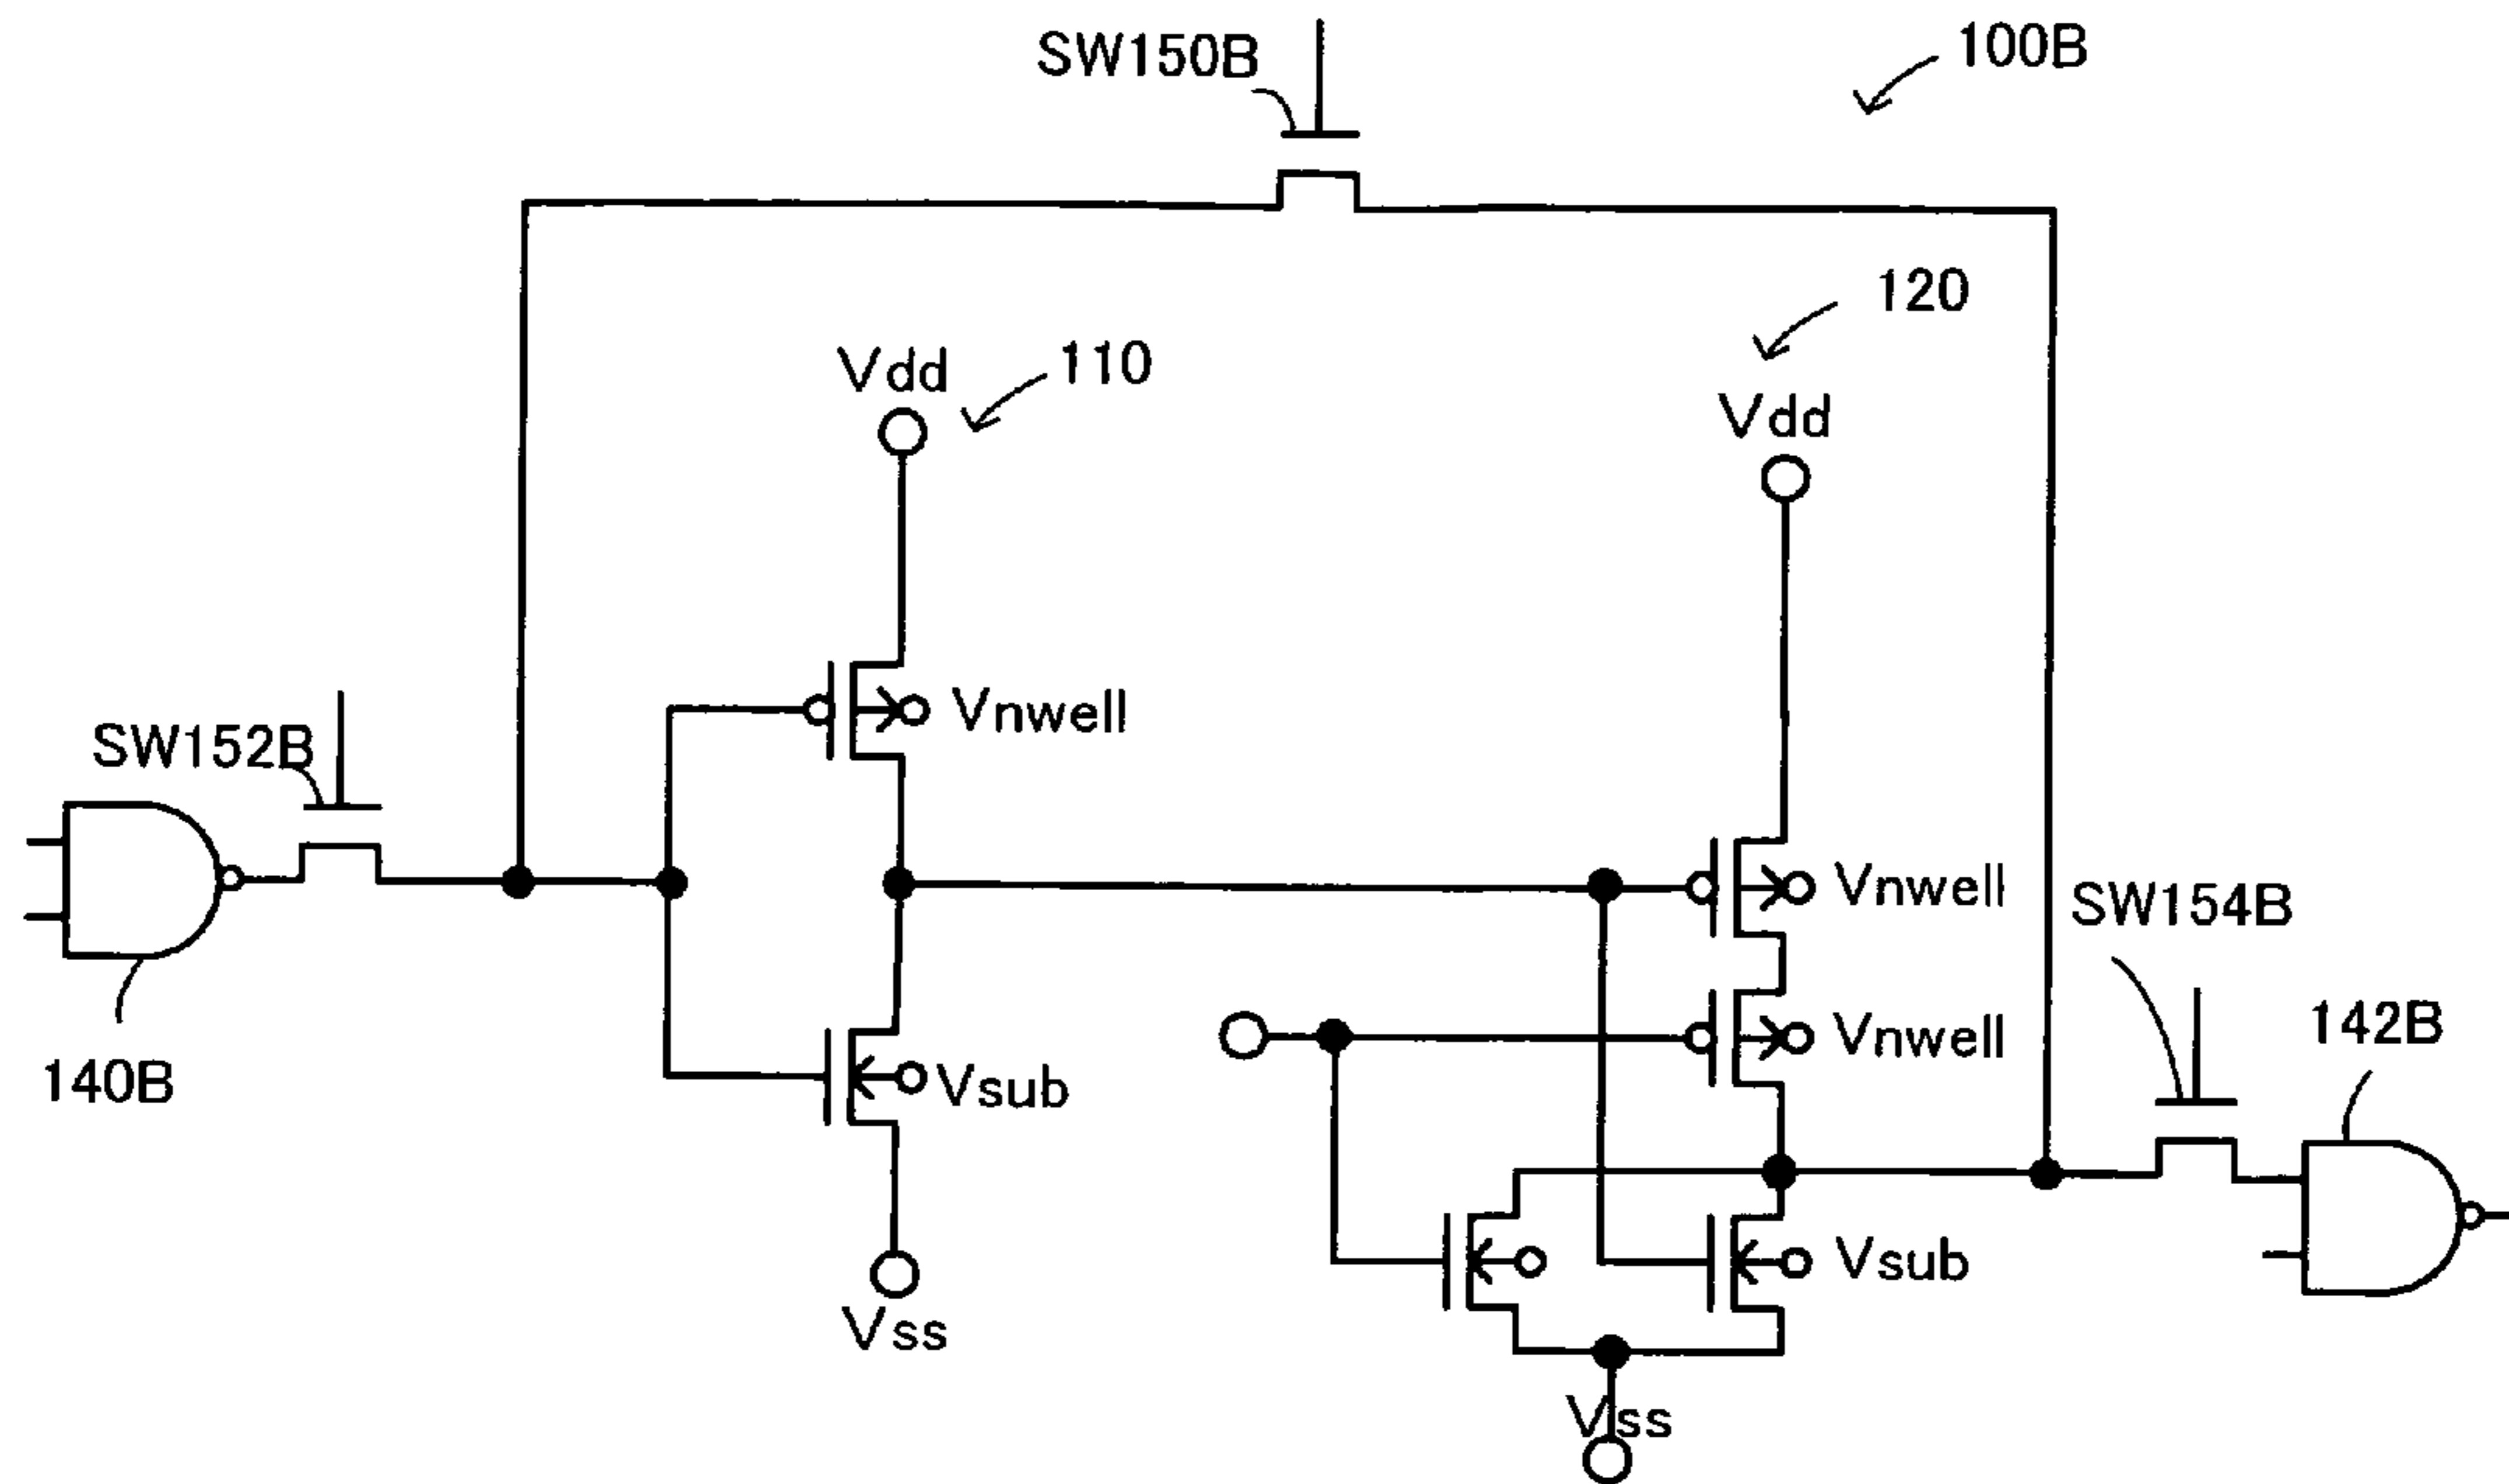 SW150B
100B
120
110
Vdd
Vdd
Vnwell
SW152B
Vnwell
SW154B
Vnwell
142B
140B
Vsub
Vsub
Vss
Vss